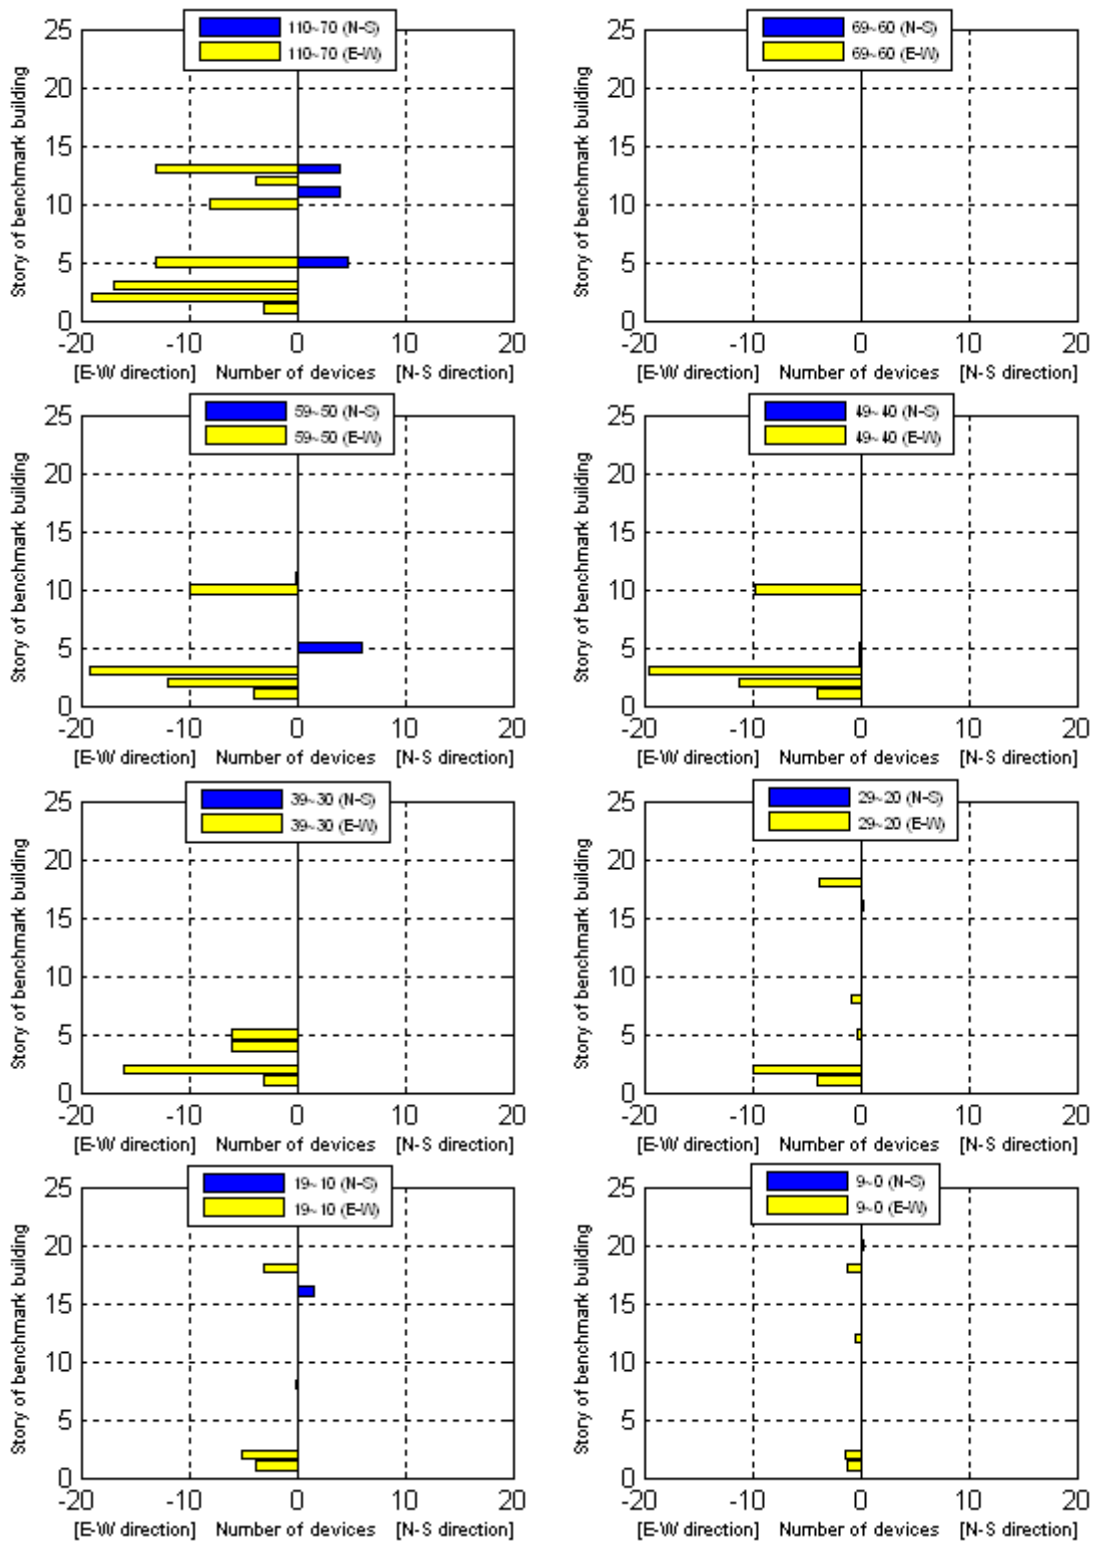 110~70 (N-S)
110~70 (E-W)
Story of benchmark building
25
20
15
10
5
0
-20 -10 0 10 20
[E-W direction] Number of devices [N-S direction]
69~60 (N-S)
69~60 (E-W)
Story of benchmark building
25
20
15
10
5
0
-20 -10 0 10 20
[E-W direction] Number of devices [N-S direction]
59~50 (N-S)
59~50 (E-W)
Story of benchmark building
25
20
15
10
5
0
-20 -10 0 10 20
[E-W direction] Number of devices [N-S direction]
49~40 (N-S)
49~40 (E-W)
Story of benchmark building
25
20
15
10
5
0
-20 -10 0 10 20
[E-W direction] Number of devices [N-S direction]
39~30 (N-S)
39~30 (E-W)
Story of benchmark building
25
20
15
10
5
0
-20 -10 0 10 20
[E-W direction] Number of devices [N-S direction]
29~20 (N-S)
29~20 (E-W)
Story of benchmark building
25
20
15
10
5
0
-20 -10 0 10 20
[E-W direction] Number of devices [N-S direction]
19~10 (N-S)
19~10 (E-W)
Story of benchmark building
25
20
15
10
5
0
-20 -10 0 10 20
[E-W direction] Number of devices [N-S direction]
9~0 (N-S)
9~0 (E-W)
Story of benchmark building
25
20
15
10
5
0
-20 -10 0 10 20
[E-W direction] Number of devices [N-S direction]